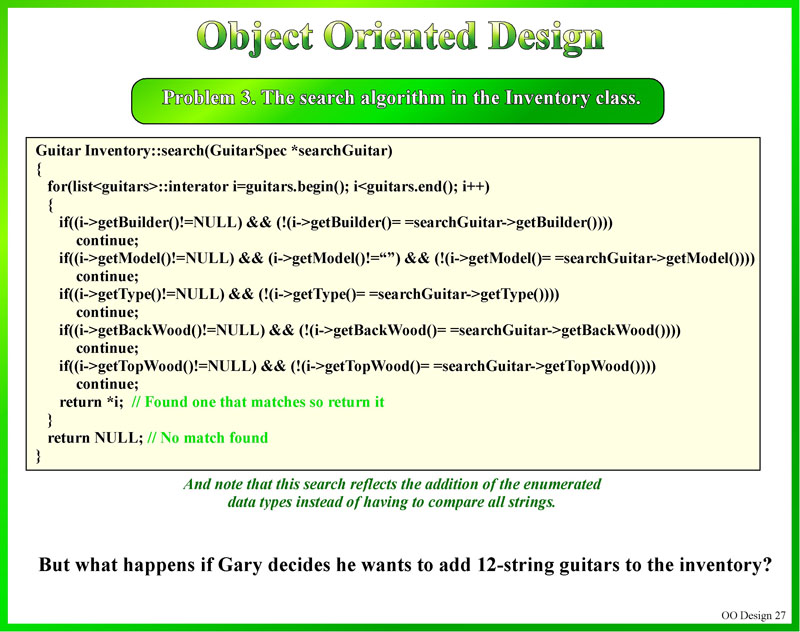 Object Oriented Design
Problem 3. The search algorithm in the Inventory class.
Guitar Inventory::search(GuitarSpec *searchGuitar)
{
for(list<guitars>::interator i=guitars.begin(); i<guitars.end(); i++)
{
if((i->getBuilder()!=NULL) && (!(i->getBuilder()= =searchGuitar->getBuilder())))
continue;
if((i->getModel()!=NULL) && (i->getModel()!=“”) && (!(i->getModel()= =searchGuitar->getModel())))
continue;
if((i->getType()!=NULL) && (!(i->getType()= =searchGuitar->getType())))
continue;
if((i->getBackWood()!=NULL) && (!(i->getBackWood()= =searchGuitar->getBackWood())))
continue;
if((i->getTopWood()!=NULL) && (!(i->getTopWood()= =searchGuitar->getTopWood())))
continue;
return *i; // Found one that matches so return it
}
return NULL; // No match found
}
And note that this search reflects the addition of the enumerated
data types instead of having to compare all strings.
But what happens if Gary decides he wants to add 12-string guitars to the inventory?
OO Design 27